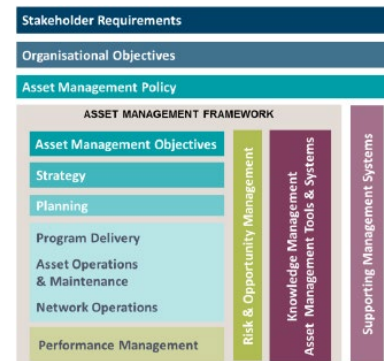 Stakeholder Requirements
Organisational Objectives
Asset Management Policy
ASSET MANAGEMENT FRAMEWORK
Asset Management Objectives
Strategy
Planning
Program Delivery
Asset Operations
& Maintenance
Network Operations
Performance Management
Risk & Opportunity Management
Knowledge Management
Asset Management Tools & Systems
Supporting Management Systems